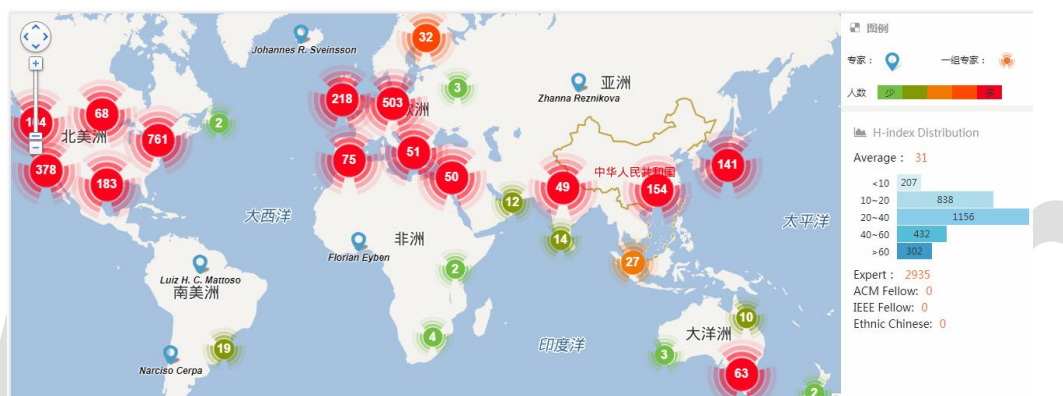 32
Johannes R. Sveinsson
3
亚洲
Zhanna Reznikova
218
503
洲
68
2
北美洲
761
378
183
75
51
50
141
中华人民共和国
49
154
12
14
大西洋
太平洋
非洲
Florian Eyben
27
2
Luiz H. C. Mattoso
南美洲
10
大洋洲
4
印度洋
19
3
Narciso Cerpa
63
2
图例
专家： 一组专家：
人数 少 多
H-index Distribution
Average： 31
<10 207
10~20 838
20~40 1156
40~60 432
>60 302
Expert： 2935
ACM Fellow: 0
IEEE Fellow: 0
Ethnic Chinese: 0